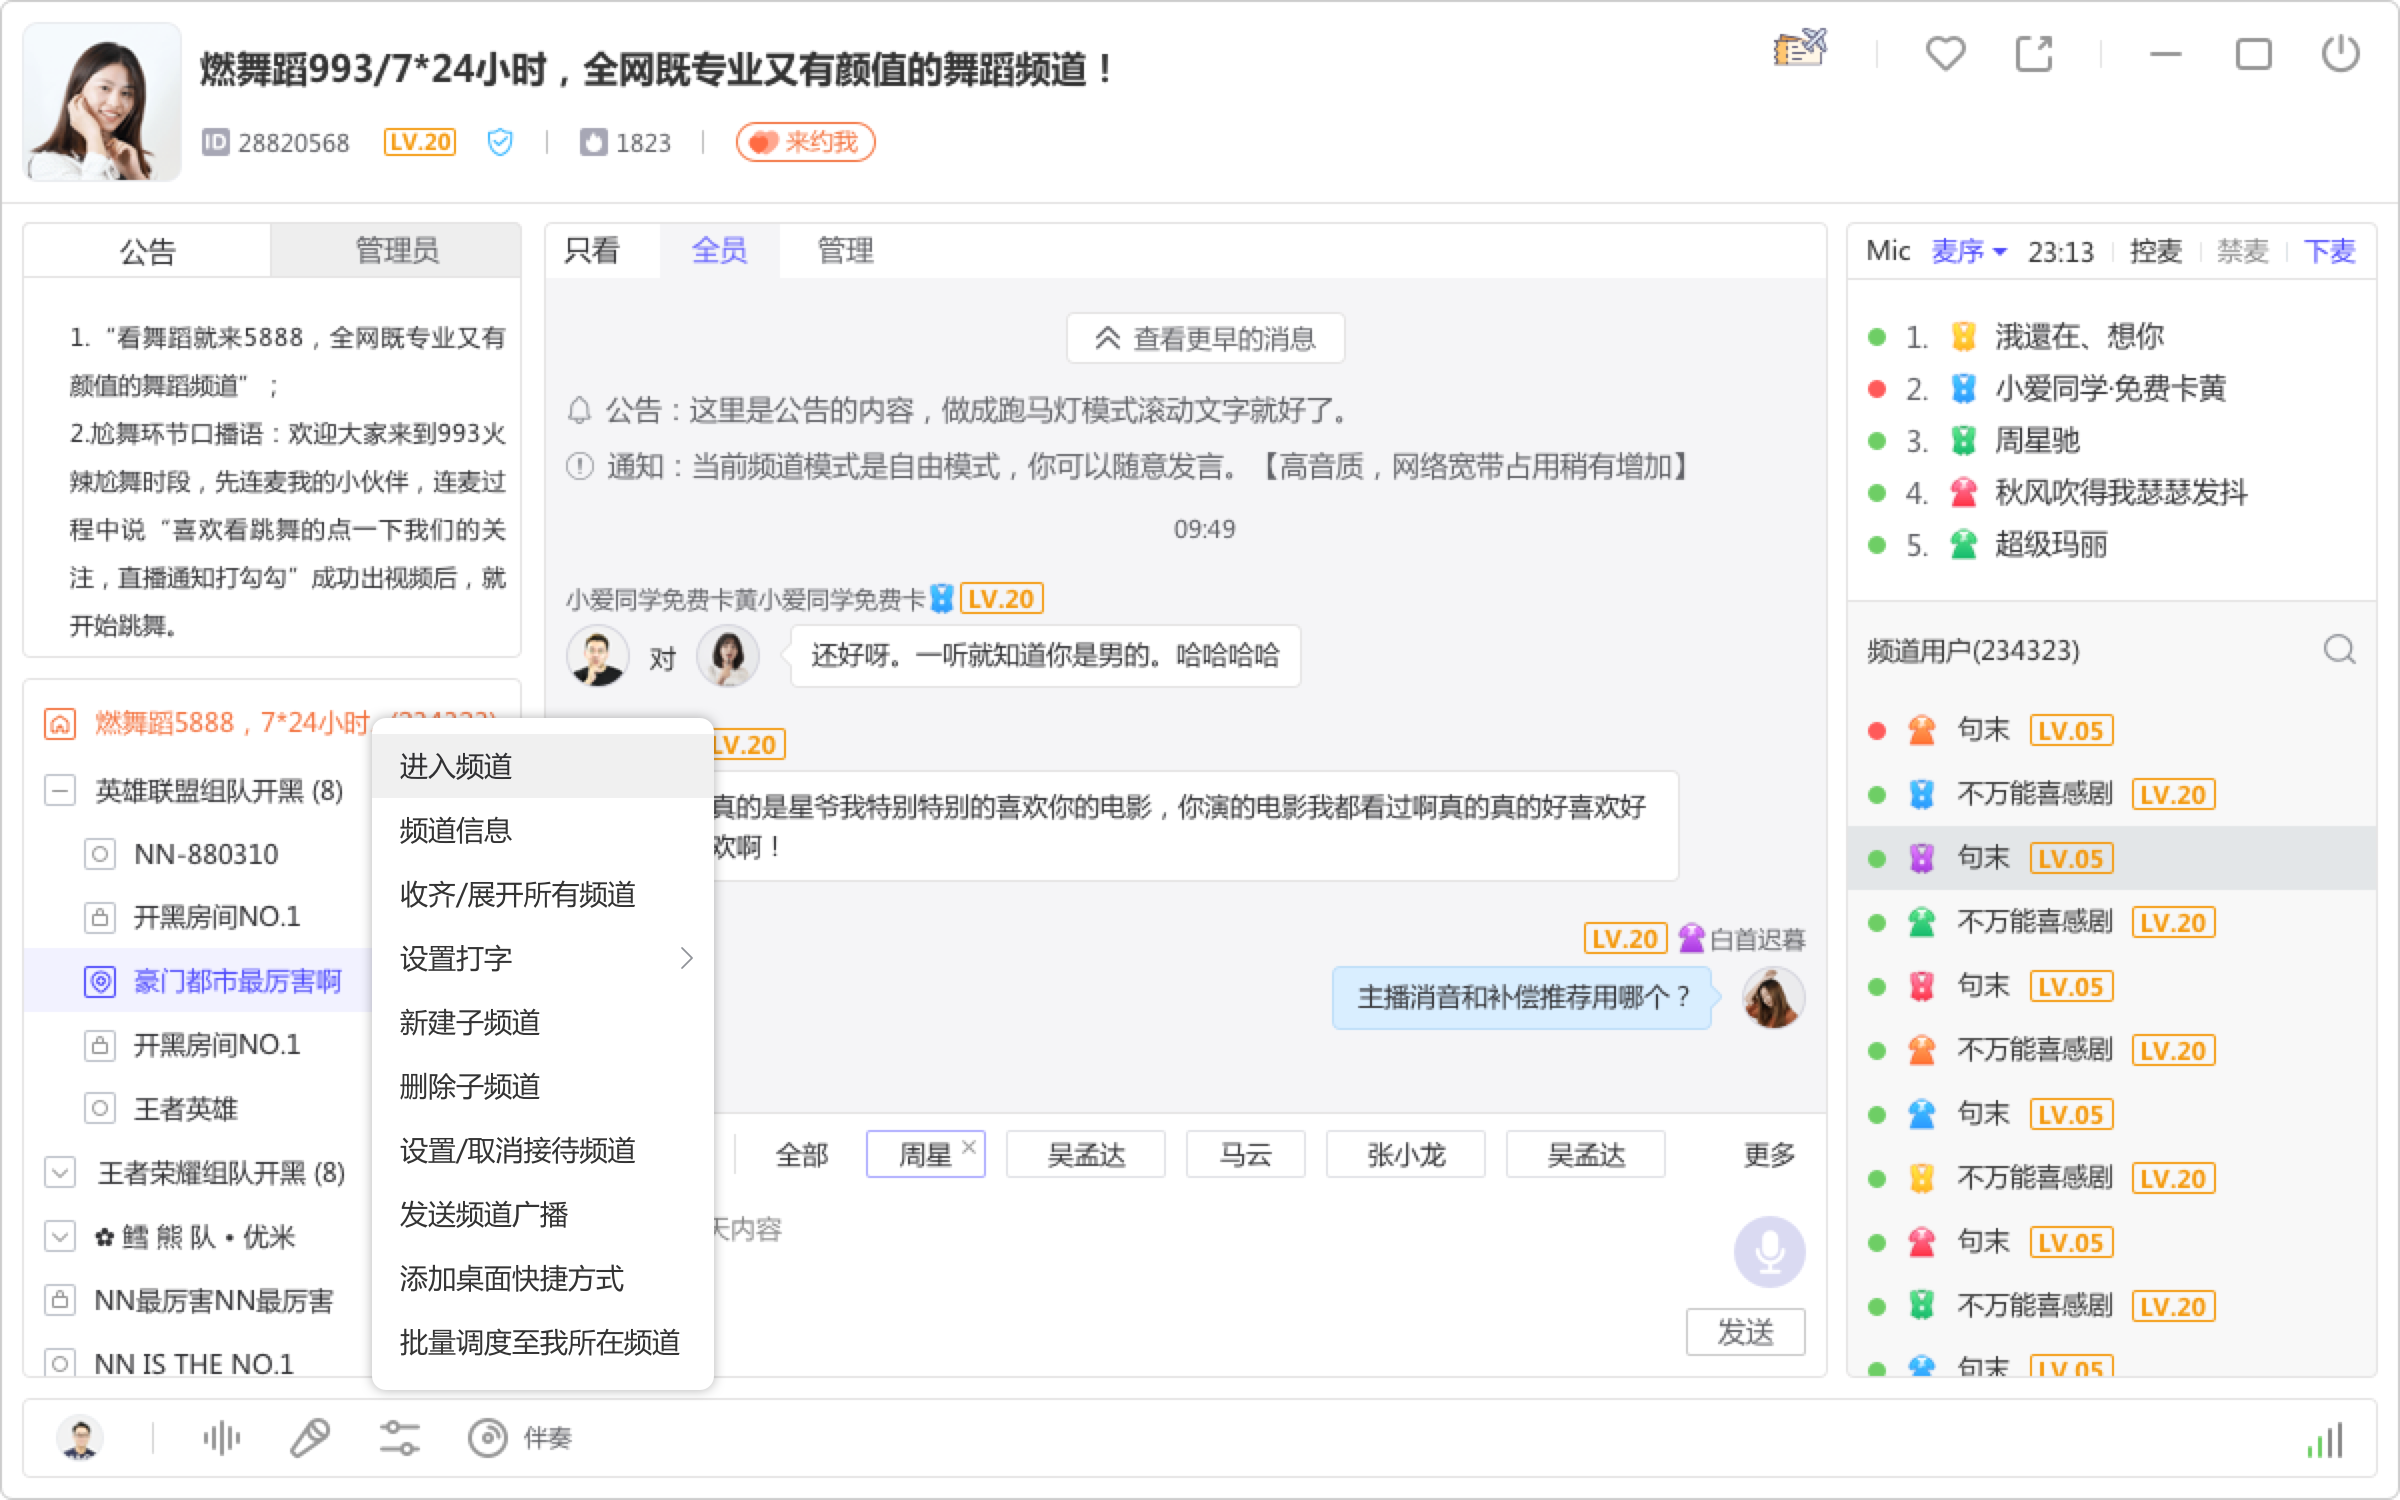 燃舞蹈993/7*24小时，全网既专业又有颜值的舞蹈频道！
ID 28820568 LV.20 1823 来约我
公告 管理员
1.“看舞蹈就来5888，全网既专业又有
颜值的舞蹈频道”；
2.尬舞环节口播语：欢迎大家来到993火
辣尬舞时段，先连麦我的小伙伴，连麦过
程中说“喜欢看跳舞的点一下我们的关
注，直播通知打勾勾”成功出视频后，就
开始跳舞。
燃舞蹈5888，7*24小时
英雄联盟组队开黑 (8)
NN-880310
开黑房间NO.1
豪门都市最厉害啊
开黑房间NO.1
王者英雄
王者荣耀组队开黑 (8)
✿ 鳕 熊 队 • 优米
NN最厉害NN最厉害
NN IS THE NO.1
进入频道
频道信息
收齐/展开所有频道
设置打字
新建子频道
删除子频道
设置/取消接待频道
发送频道广播
添加桌面快捷方式
批量调度至我所在频道
只看 全员 管理
查看更早的消息
公告：这里是公告的内容，做成跑马灯模式滚动文字就好了。
通知：当前频道模式是自由模式，你可以随意发言。【高音质，网络宽带占用稍有增加】
09:49
小爱同学免费卡黄小爱同学免费卡 LV.20
对 还好呀。一听就知道你是男的。哈哈哈哈
LV.20
真的是星爷我特别特别的喜欢你的电影，你演的电影我都看过啊真的真的好喜欢好
欢啊！
LV.20 白首迟暮
主播消音和补偿推荐用哪个？
全部 周星 吴孟达 马云 张小龙 吴孟达 更多
天内容
发送
Mic 麦序 23:13 控麦 禁麦 下麦
1. 涐還在、想你
2. 小爱同学·免费卡黄
3. 周星驰
4. 秋风吹得我瑟瑟发抖
5. 超级玛丽
频道用户(234323)
句末 LV.05
不万能喜感剧 LV.20
句末 LV.05
不万能喜感剧 LV.20
句末 LV.05
不万能喜感剧 LV.20
句末 LV.05
不万能喜感剧 LV.20
句末 LV.05
不万能喜感剧 LV.20
句末 LV.05
伴奏